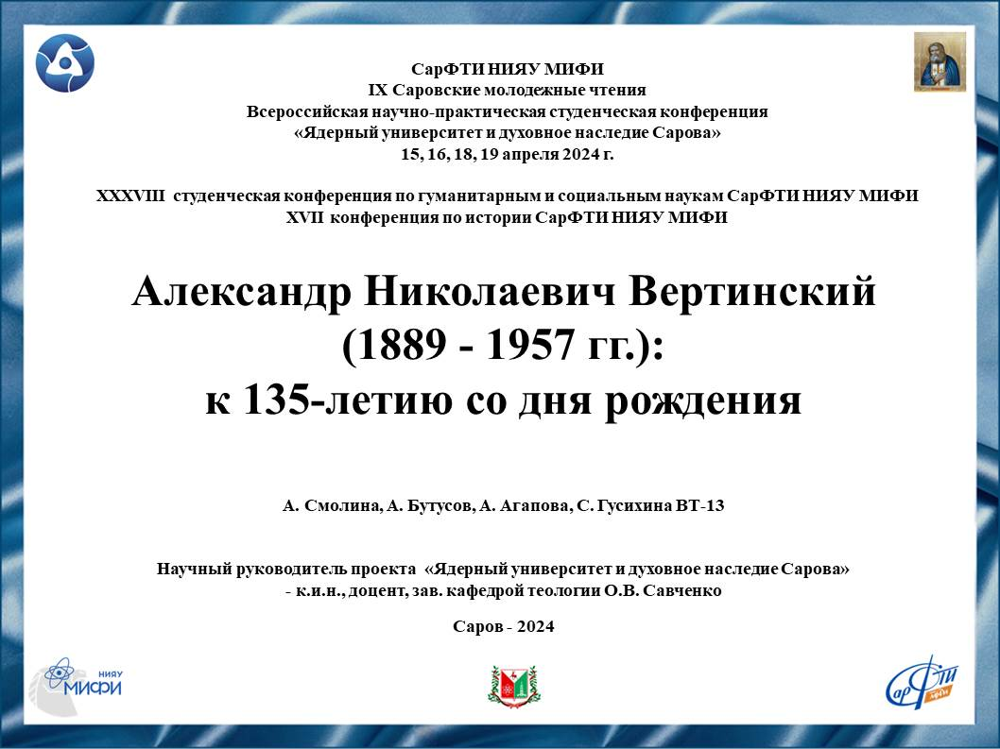 СарФТИ НИЯУ МИФИ
IX Саровские молодежные чтения
Всероссийская научно-практическая студенческая конференция
«Ядерный университет и духовное наследие Сарова»
15, 16, 18, 19 апреля 2024 г.
XXXVIII студенческая конференция по гуманитарным и социальным наукам СарФТИ НИЯУ МИФИ
XVII конференция по истории СарФТИ НИЯУ МИФИ
Александр Николаевич Вертинский
(1889 - 1957 гг.):
к 135-летию со дня рождения
А. Смолина, А. Бутусов, А. Агапова, С. Гусихина ВТ-13
Научный руководитель проекта «Ядерный университет и духовное наследие Сарова»
- к.и.н., доцент, зав. кафедрой теологии О.В. Савченко
Саров - 2024
НИЯУ
МИФИ
СарФТИ
МИФИ